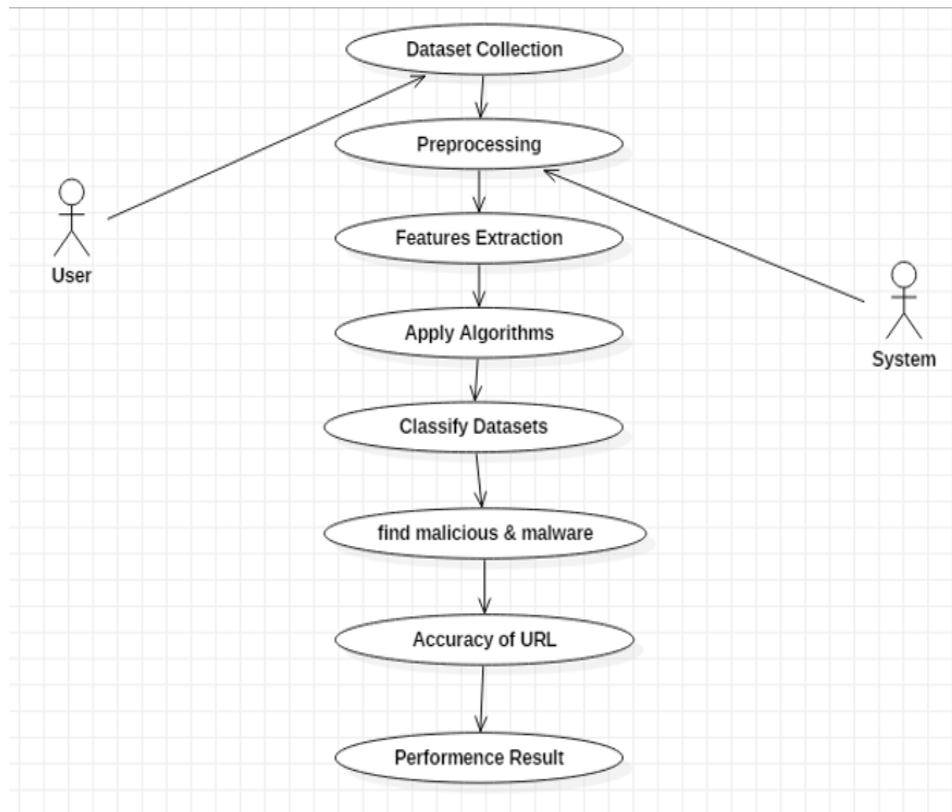 Dataset Collection
Preprocessing
Features Extraction
User
Apply Algorithms
System
Classify Datasets
find malicious & malware
Accuracy of URL
Performence Result